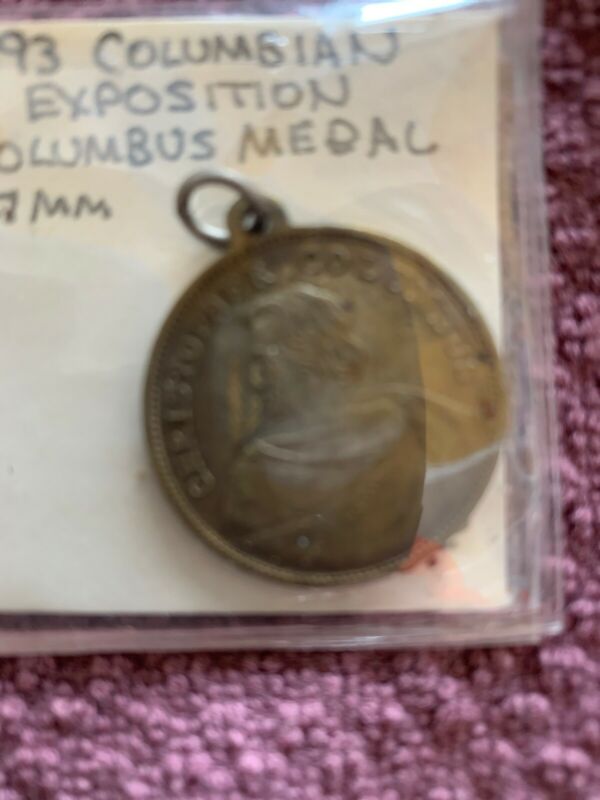 93 COLUMBIAN
EXPOSITION
OLUMBUS MEDAL
7MM